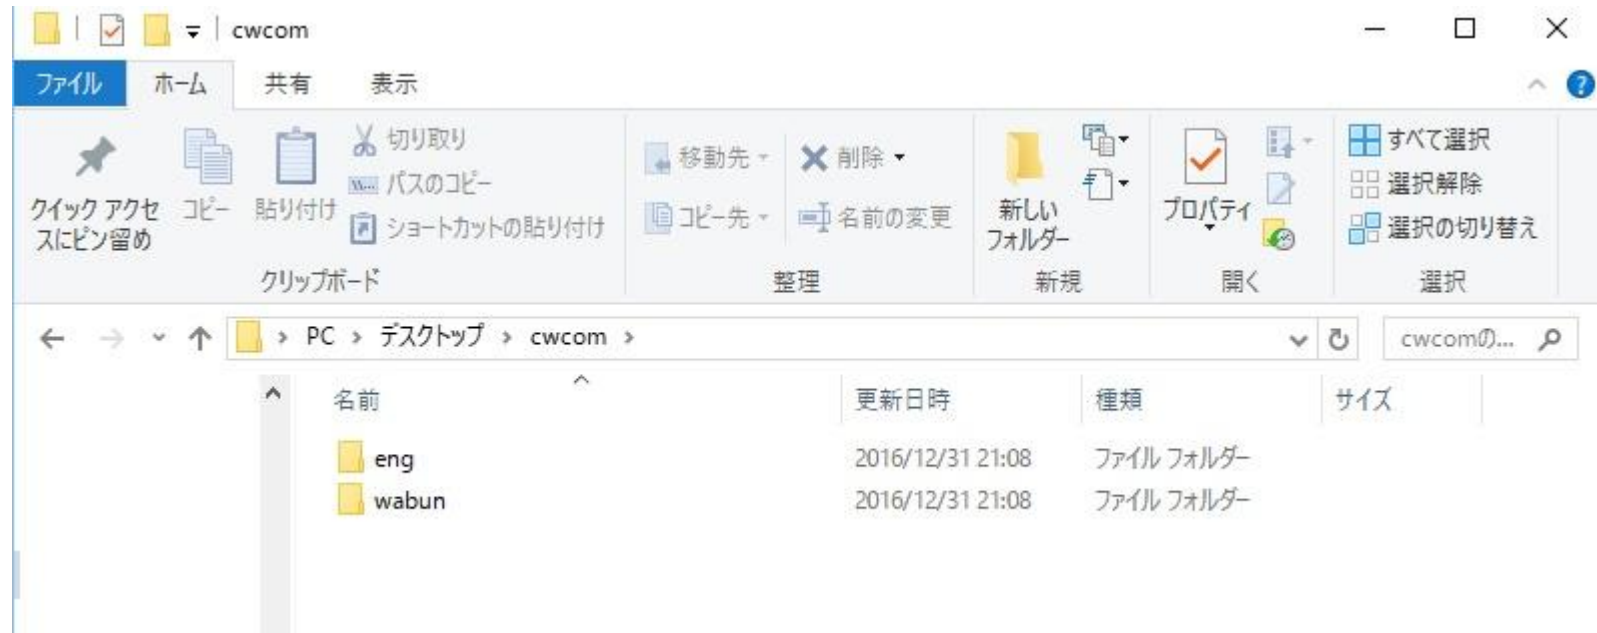 cwcom
ファイル ホーム 共有 表示
クイック アクセスにピン留め
コピー
貼り付け
切り取り
パスのコピー
ショートカットの貼り付け
クリップボード
移動先
コピー先
削除
名前の変更
整理
新しいフォルダー
新規
プロパティ
開く
すべて選択
選択解除
選択の切り替え
選択
PC > デスクトップ > cwcom >
cwcomの...
名前 更新日時 種類 サイズ
eng 2016/12/31 21:08 ファイル フォルダー
wabun 2016/12/31 21:08 ファイル フォルダー